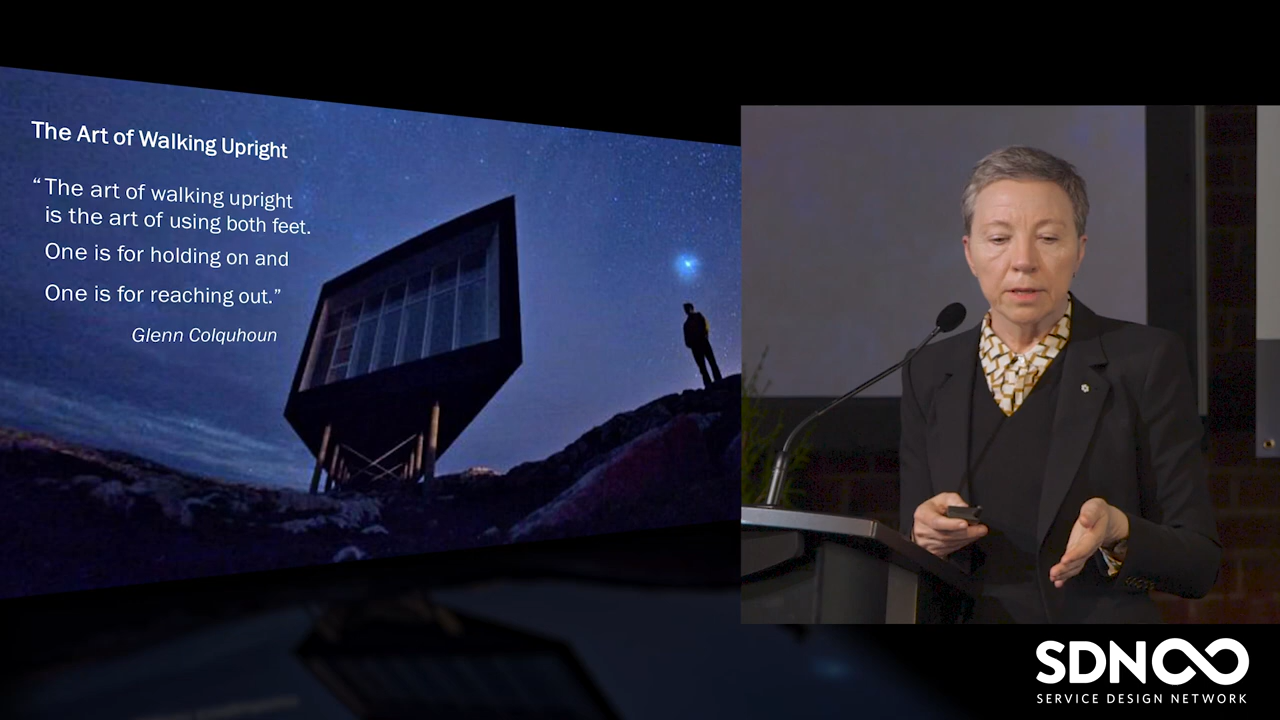 The Art of Walking Upright
“The art of walking upright
is the art of using both feet.
One is for holding on and
One is for reaching out.”
Glenn Colquhoun
SDN
SERVICE DESIGN NETWORK